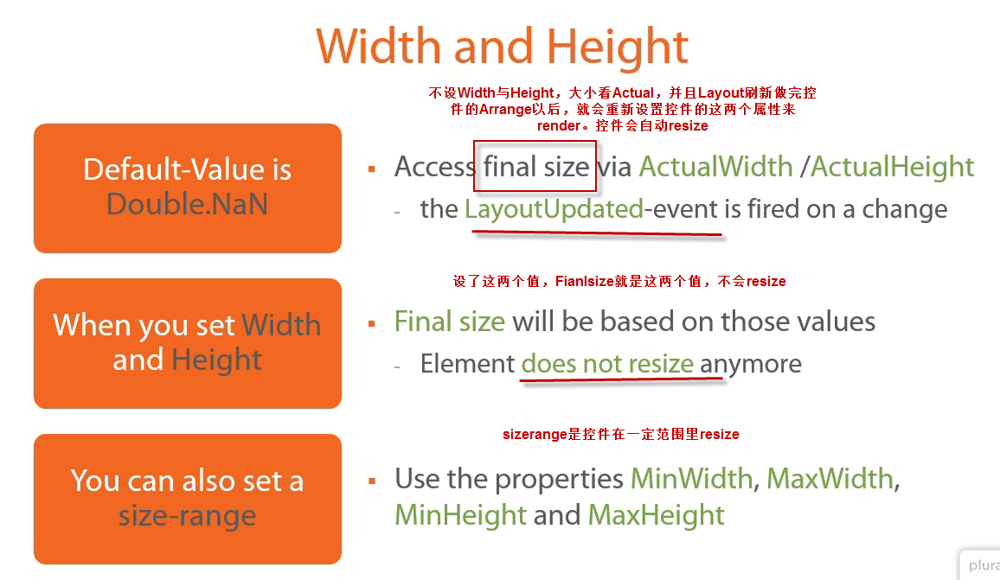 Width and Height
不设Width与Height，大小看Actual，并且Layout刷新做完控
件的Arrange以后，就会重新设置控件的这两个属性来
render。控件会自动resize
Default-Value is
Double.NaN
▪ Access final size via ActualWidth /ActualHeight
- the LayoutUpdated-event is fired on a change
设了这两个值，Fianlsize就是这两个值，不会resize
When you set Width
and Height
▪ Final size will be based on those values
- Element does not resize anymore
sizerange是控件在一定范围里resize
You can also set a
size-range
▪ Use the properties MinWidth, MaxWidth,
MinHeight and MaxHeight